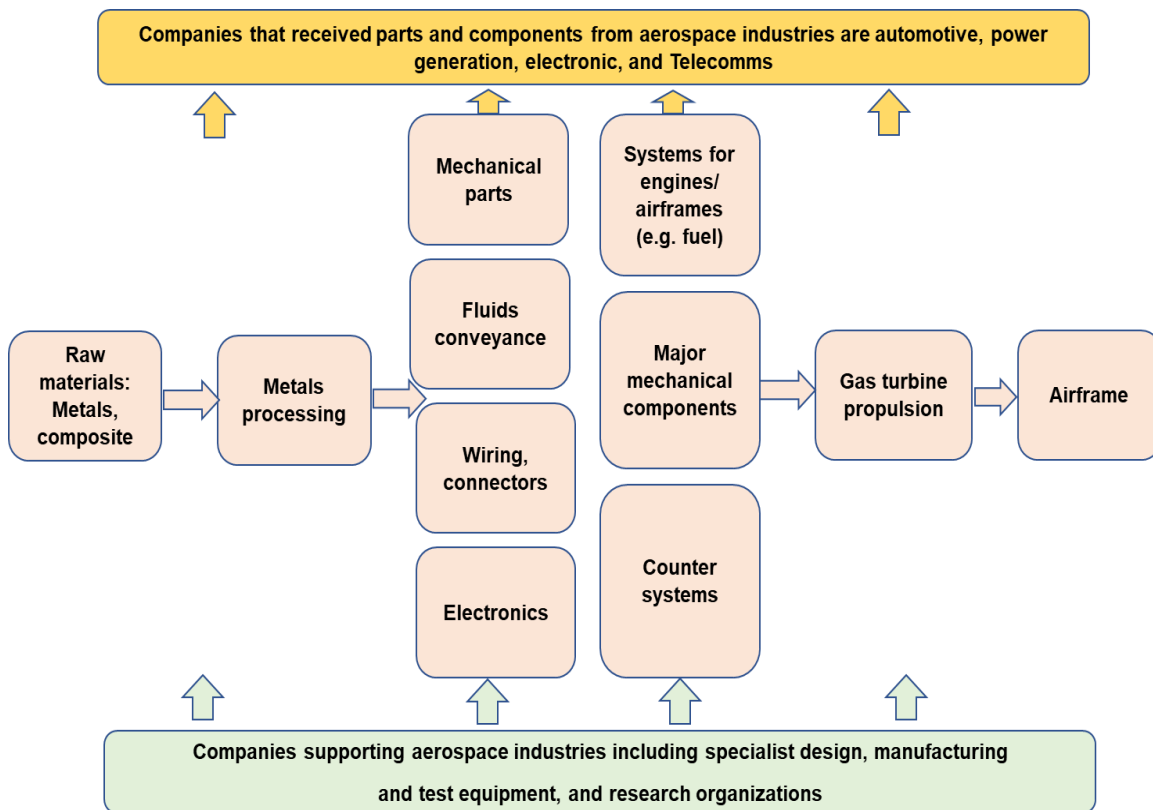 Companies that received parts and components from aerospace industries are automotive, power
generation, electronic, and Telecomms
Mechanical
parts
Systems for
engines/
airframes
(e.g. fuel)
Fluids
conveyance
Raw
materials:
Metals,
composite
Metals
processing
Major
mechanical
components
Gas turbine
propulsion
Airframe
Wiring,
connectors
Electronics
Counter
systems
Companies supporting aerospace industries including specialist design, manufacturing
and test equipment, and research organizations